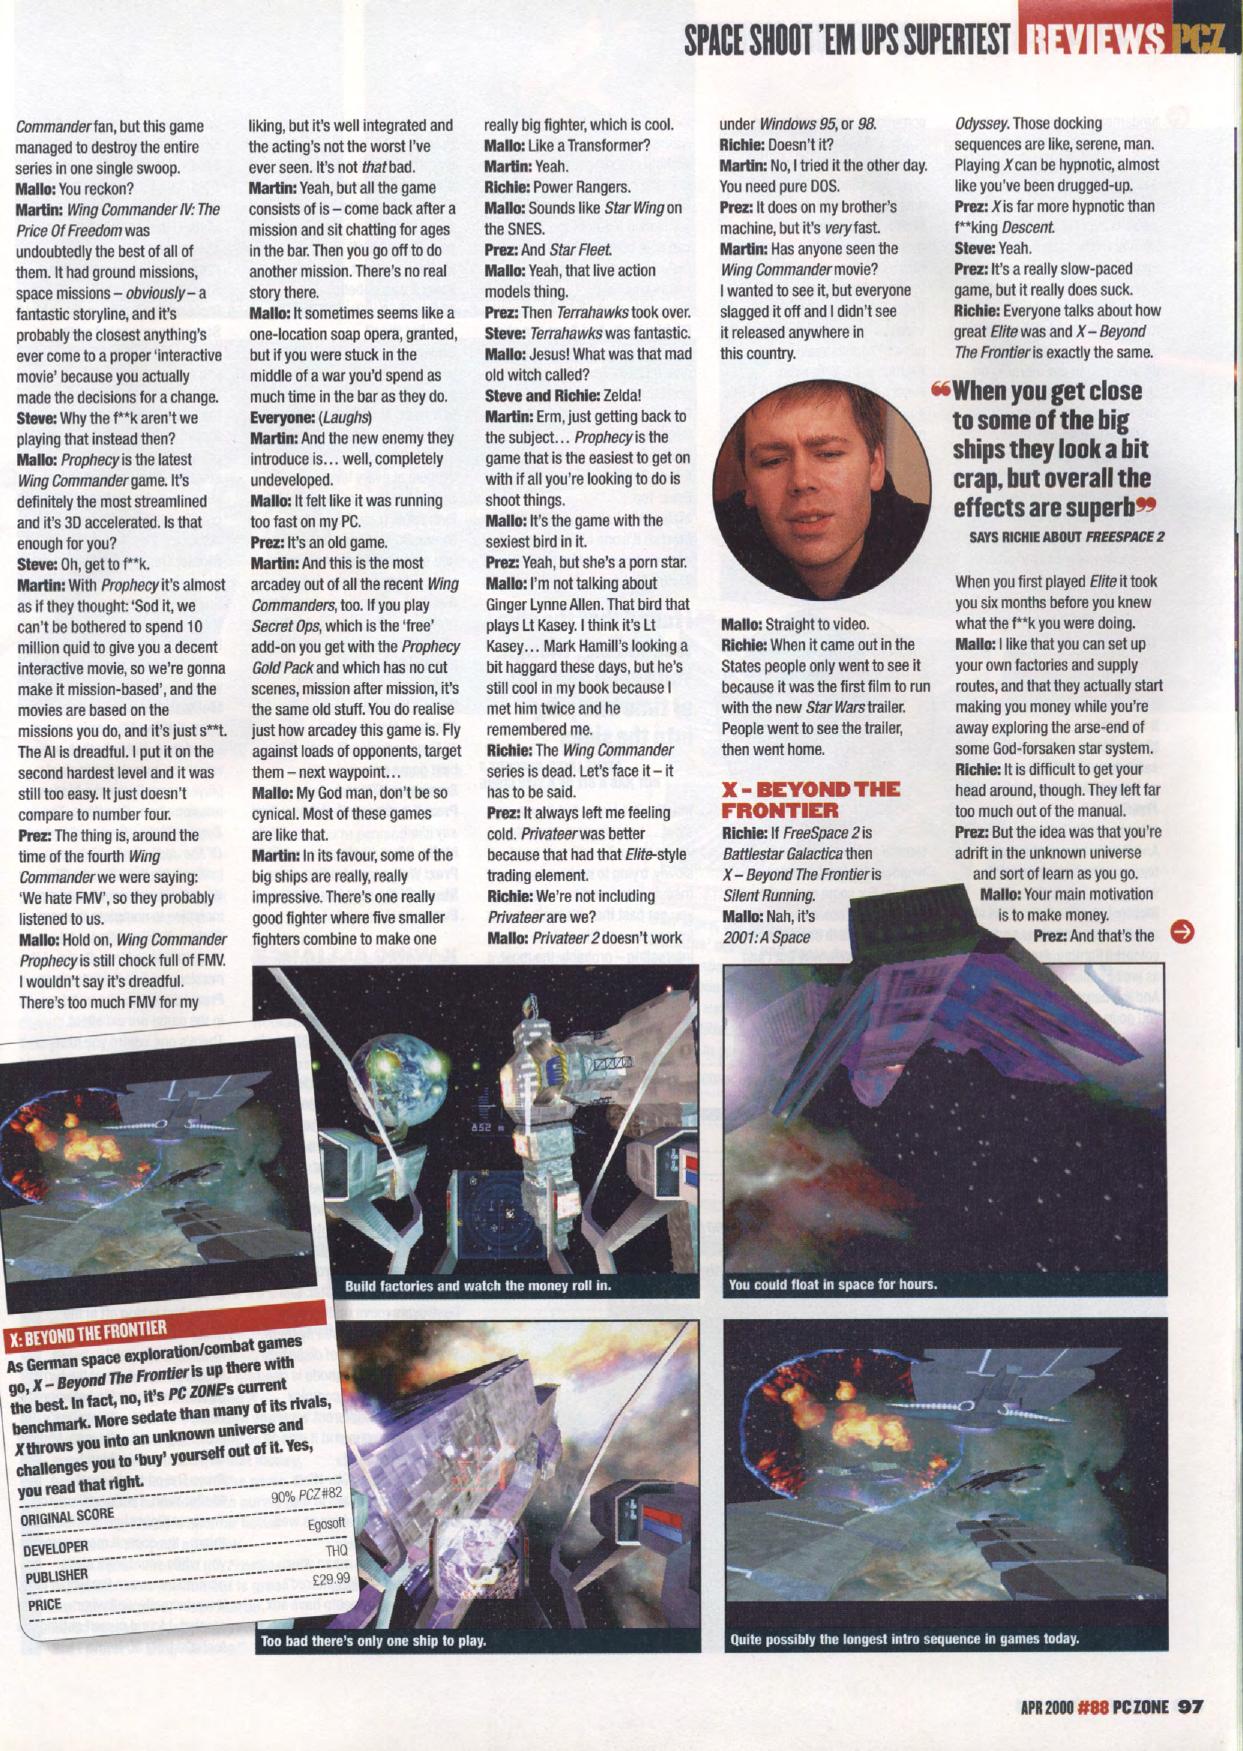 SPACE SHOOT 'EM UPS SUPERTEST REVIEWS PCZ
Commander fan, but this game
managed to destroy the entire
series in one single swoop.
Mallo: You reckon?
Martin: Wing Commander IV: The
Price Of Freedom was
undoubtedly the best of all of
them. It had ground missions,
space missions – obviously – a
fantastic storyline, and it's
probably the closest anything's
ever come to a proper 'interactive
movie' because you actually
made the decisions for a change.
Steve: Why the f**k aren't we
playing that instead then?
Mallo: Prophecy is the latest
Wing Commander game. It's
definitely the most streamlined
and it's 3D accelerated. Is that
enough for you?
Steve: Oh, get to f**k.
Martin: With Prophecy it's almost
as if they thought: 'Sod it, we
can't be bothered to spend 10
million quid to give you a decent
interactive movie, so we're gonna
make it mission-based', and the
movies are based on the
missions you do, and it's just s**t.
The AI is dreadful. I put it on the
second hardest level and it was
still too easy. It just doesn't
compare to number four.
Prez: The thing is, around the
time of the fourth Wing
Commander we were saying:
'We hate FMV', so they probably
listened to us.
Mallo: Hold on, Wing Commander
Prophecy is still chock full of FMV.
I wouldn't say it's dreadful.
There's too much FMV for my
liking, but it's well integrated and
the acting's not the worst I've
ever seen. It's not that bad.
Martin: Yeah, but all the game
consists of is – come back after a
mission and sit chatting for ages
in the bar. Then you go off to do
another mission. There's no real
story there.
Mallo: It sometimes seems like a
one-location soap opera, granted,
but if you were stuck in the
middle of a war you'd spend as
much time in the bar as they do.
Everyone: (Laughs)
Martin: And the new enemy they
introduce is... well, completely
undeveloped.
Mallo: It felt like it was running
too fast on my PC.
Prez: It's an old game.
Martin: And this is the most
arcadey out of all the recent Wing
Commanders, too. If you play
Secret Ops, which is the 'free'
add-on you get with the Prophecy
Gold Pack and which has no cut
scenes, mission after mission, it's
the same old stuff. You do realise
just how arcadey this game is. Fly
against loads of opponents, target
them – next waypoint...
Mallo: My God man, don't be so
cynical. Most of these games
are like that.
Martin: In its favour, some of the
big ships are really, really
impressive. There's one really
good fighter where five smaller
fighters combine to make one
really big fighter, which is cool.
Mallo: Like a Transformer?
Martin: Yeah.
Richie: Power Rangers.
Mallo: Sounds like Star Wing on
the SNES.
Prez: And Star Fleet.
Mallo: Yeah, that live action
models thing.
Prez: Then Terrahawks took over.
Steve: Terrahawks was fantastic.
Mallo: Jesus! What was that mad
old witch called?
Steve and Richie: Zelda!
Martin: Erm, just getting back to
the subject... Prophecy is the
game that is the easiest to get on
with if all you're looking to do is
shoot things.
Mallo: It's the game with the
sexiest bird in it.
Prez: Yeah, but she's a porn star.
Mallo: I'm not talking about
Ginger Lynne Allen. That bird that
plays Lt Kasey. I think it's Lt
Kasey... Mark Hamill's looking a
bit haggard these days, but he's
still cool in my book because I
met him twice and he
remembered me.
Richie: The Wing Commander
series is dead. Let's face it – it
has to be said.
Prez: It always left me feeling
cold. Privateer was better
because that had that Elite-style
trading element.
Richie: We're not including
Privateer are we?
Mallo: Privateer 2 doesn't work
under Windows 95, or 98.
Richie: Doesn't it?
Martin: No, I tried it the other day.
You need pure DOS.
Prez: It does on my brother's
machine, but it's very fast.
Martin: Has anyone seen the
Wing Commander movie?
I wanted to see it, but everyone
slagged it off and I didn't see
it released anywhere in
this country.
Mallo: Straight to video.
Richie: When it came out in the
States people only went to see it
because it was the first film to run
with the new Star Wars trailer.
People went to see the trailer,
then went home.
X – BEYOND THE
FRONTIER
Richie: If FreeSpace 2 is
Battlestar Galactica then
X – Beyond The Frontier is
Silent Running.
Mallo: Nah, it's
2001: A Space
Odyssey. Those docking
sequences are like, serene, man.
Playing X can be hypnotic, almost
like you've been drugged-up.
Prez: X is far more hypnotic than
f**king Descent.
Steve: Yeah.
Prez: It's a really slow-paced
game, but it really does suck.
Richie: Everyone talks about how
great Elite was and X – Beyond
The Frontier is exactly the same.
"When you get close
to some of the big
ships they look a bit
crap, but overall the
effects are superb"
SAYS RICHIE ABOUT FREESPACE 2
When you first played Elite it took
you six months before you knew
what the f**k you were doing.
Mallo: I like that you can set up
your own factories and supply
routes, and that they actually start
making you money while you're
away exploring the arse-end of
some God-forsaken star system.
Richie: It is difficult to get your
head around, though. They left far
too much out of the manual.
Prez: But the idea was that you're
adrift in the unknown universe
and sort of learn as you go.
Mallo: Your main motivation
is to make money.
Prez: And that's the
852
Build factories and watch the money roll in.
You could float in space for hours.
X: BEYOND THE FRONTIER
As German space exploration/combat games
go, X – Beyond The Frontier is up there with
the best. In fact, no, it's PC ZONE's current
benchmark. More sedate than many of its rivals,
X throws you into an unknown universe and
challenges you to 'buy' yourself out of it. Yes,
you read that right.
ORIGINAL SCORE 90% PCZ #82
DEVELOPER Egosoft
PUBLISHER THQ
PRICE £29.99
Too bad there's only one ship to play.
Quite possibly the longest intro sequence in games today.
APR 2000 #88 PC ZONE 97